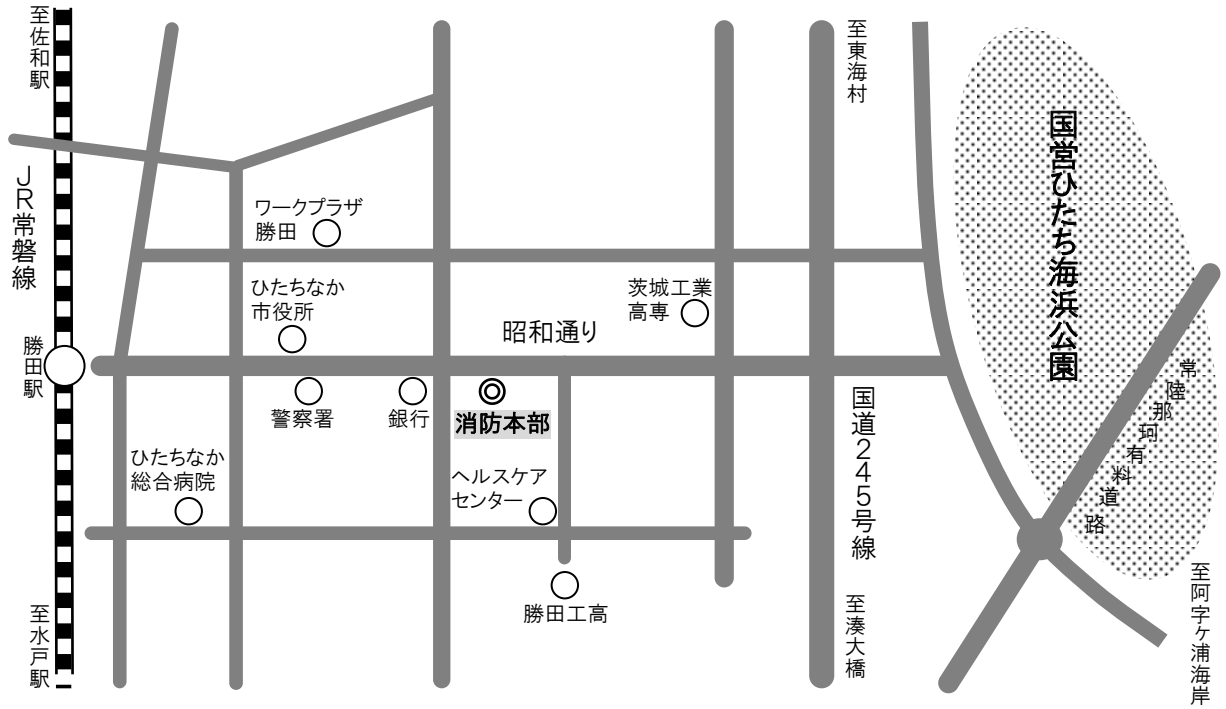 至佐和駅
JR常磐線
勝田駅
至水戸駅
ワークプラザ
勝田
ひたちなか
市役所
昭和通り
茨城工業
高専
警察署
銀行
消防本部
ひたちなか
総合病院
ヘルスケア
センター
勝田工高
至東海村
国道245号線
至湊大橋
国営ひたち海浜公園
常陸那珂有料道路
至阿字ヶ浦海岸